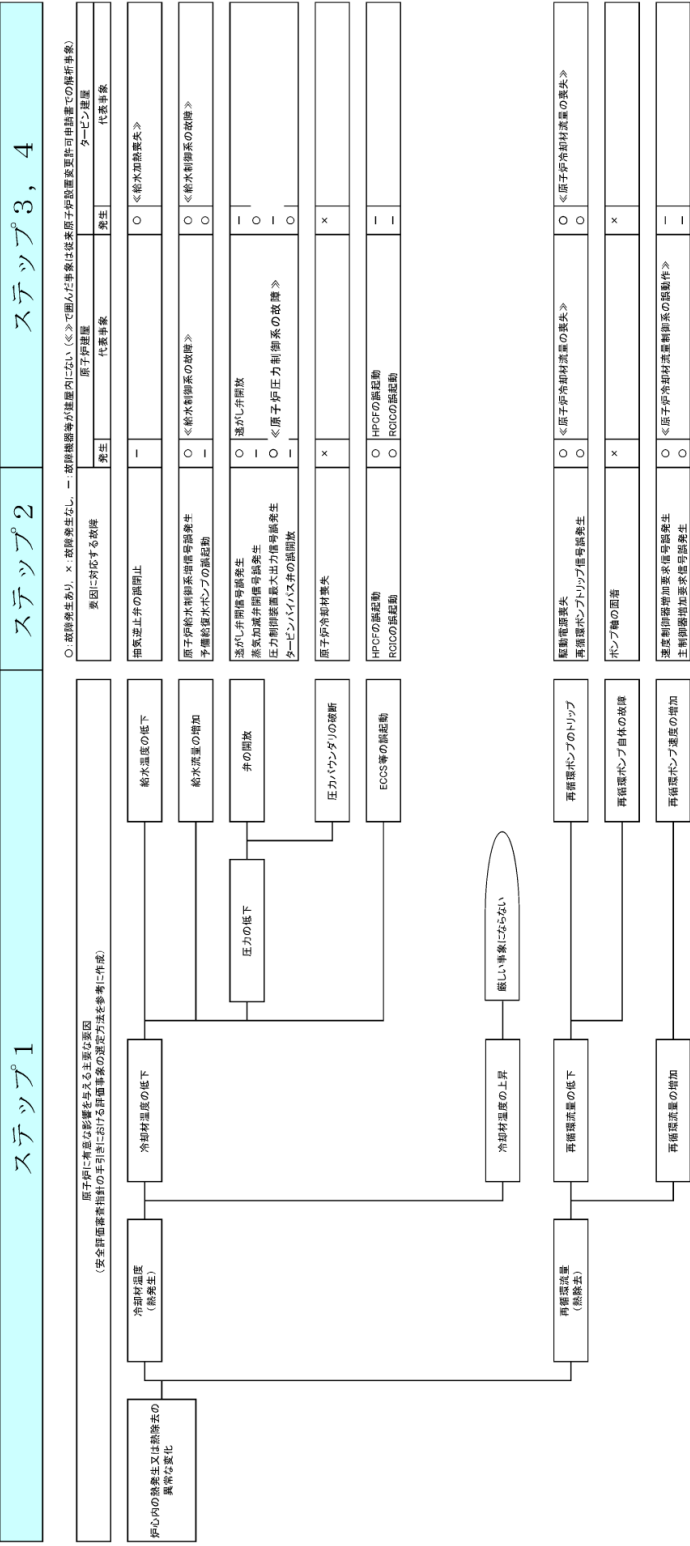 ステップ1
ステップ2
ステップ3, 4
○：故障発生あり，×：故障発生なし，－：故障機器等が建屋内にない（≪≫で囲んだ事象は従来原子炉設置変更許可申請書での解析事象）
原子炉に有意な影響を与える主要な要因
（安全評価審査指針の手引きにおける評価事象の選定方法を参考に作成）
要因に対応する故障
原子炉建屋
タービン建屋
発生
代表事象
発生
代表事象
炉心内の熱発生又は熱除去の
異常な変化
冷却材温度
（熱発生）
冷却材温度の低下
給水温度の低下
抽気逆止弁の誤閉止
－
○
≪給水加熱喪失≫
給水流量の増加
原子炉給水制御系増信号誤発生
○
≪給水制御系の故障≫
○
≪給水制御系の故障≫
予備給復水ポンプの誤起動
－
○
圧力の低下
弁の開放
逃がし弁開信号誤発生
○
逃がし弁開放
－
蒸気加減弁開信号誤発生
－
○
圧力制御装置最大出力信号誤発生
○
≪原子炉圧力制御系の故障≫
－
タービンバイパス弁の誤開放
－
○
圧力バウンダリの破断
原子炉冷却材喪失
×
×
ECCS等の誤起動
HPCFの誤起動
○
HPCFの誤起動
－
RCICの誤起動
○
RCICの誤起動
－
冷却材温度の上昇
厳しい事象にならない
再循環流量
（熱除去）
再循環流量の低下
再循環ポンプのトリップ
駆動電源喪失
○
≪原子炉冷却材流量の喪失≫
○
≪原子炉冷却材流量の喪失≫
再循環ポンプトリップ信号誤発生
○
○
再循環ポンプ自体の故障
ポンプ軸の固着
×
×
再循環流量の増加
再循環ポンプ速度の増加
速度制御器増加要求信号誤発生
○
≪原子炉冷却材流量制御系の誤動作≫
－
主制御器増加要求信号誤発生
○
－